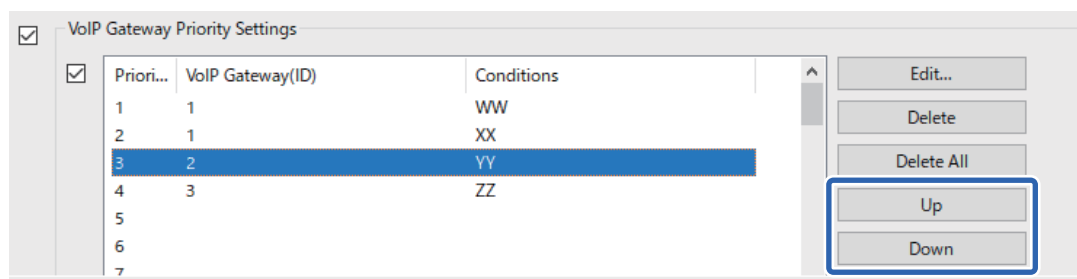 VoIP Gateway Priority Settings
Priori... VoIP Gateway(ID) Conditions
Edit...
1 1 WW
Delete
2 1 XX
3 2 YY
Delete All
4 3 ZZ
Up
5
6
Down
7